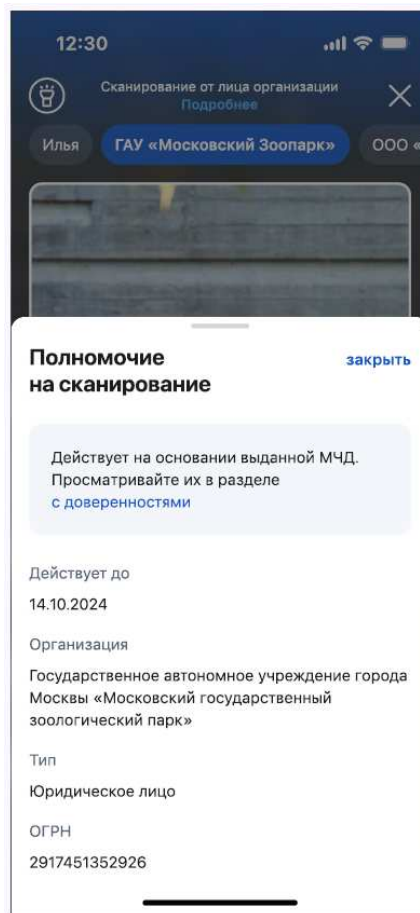 12:30
Сканирование от лица организации
Подробнее
Илья
ГАУ «Московский Зоопарк»
ООО «
Полномочие
на сканирование
закрыть
Действует на основании выданной МЧД.
Просматривайте их в разделе
с доверенностями
Действует до
14.10.2024
Организация
Государственное автономное учреждение города
Москвы «Московский государственный
зоологический парк»
Тип
Юридическое лицо
ОГРН
2917451352926